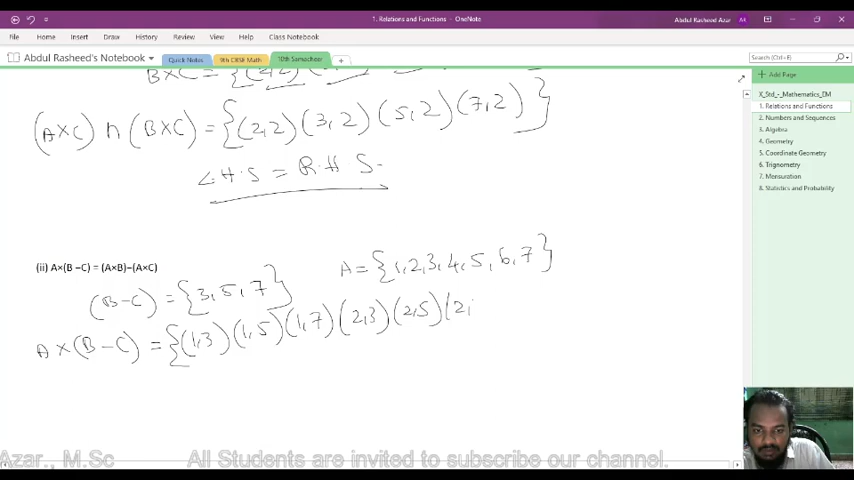 1. Relations and Functions - OneNote
Abdul Rasheed Azar
AR
File Home Insert Draw History Review View Help Class Notebook
Abdul Rasheed's Notebook
Quick Notes
9th CBSE Math
10th Samacheer
Search (Ctrl+E)
Add Page
X_Std_-_Mathematics_EM
1. Relations and Functions
2. Numbers and Sequences
3. Algebra
4. Geometry
5. Coordinate Geometry
6. Trigonometry
7. Mensuration
8. Statistics and Probability
B×C = {(2,2)
(A×C) ∩ (B×C) = {(2,2) (3,2) (5,2) (7,2)}
L.H.S = R.H S.
(ii) A×(B –C) = (A×B)–(A×C)
A = {1,2,3,4,5,6,7}
(B-C) = {3,5,7}
A×(B-C) = {(1,3) (1,5) (1,7) (2,3) (2,5) (2,
Azar., M.Sc All Students are invited to subscribe our channel.